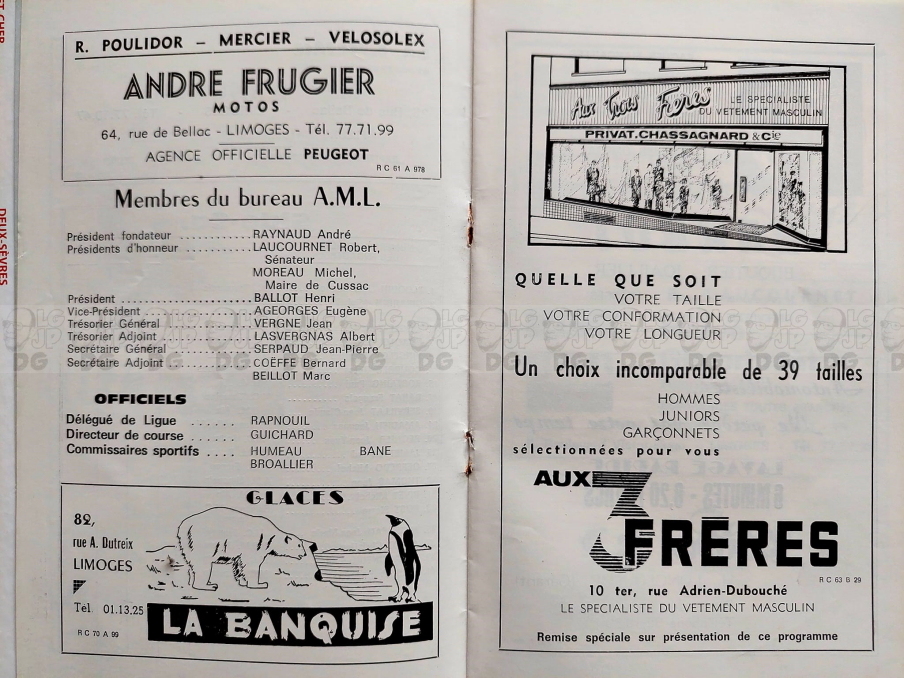 ET CHER
DEUX-SÈVRES
R. POULIDOR – MERCIER – VELOSOLEX
ANDRE FRUGIER
MOTOS
64, rue de Bellac - LIMOGES - Tél. 77.71.99
AGENCE OFFICIELLE PEUGEOT
R C 61 A 978
Membres du bureau A.M.L.
Président fondateur ........... RAYNAUD André
Présidents d'honneur ........... LAUCOURNET Robert,
Sénateur
MOREAU Michel,
Maire de Cussac
Président ..................... BALLOT Henri
Vice-Président ................ AGEORGES Eugène
Trésorier Général .............. VERGNE Jean
Trésorier Adjoint .............. LASVERGNAS Albert
Secrétaire Général ............. SERPAUD Jean-Pierre
Secrétaire Adjoint ............. COËFFE Bernard
BEILLOT Marc
OFFICIELS
Délégué de Ligue ...... RAPNOUIL
Directeur de course ...... GUICHARD
Commissaires sportifs .... HUMEAU BANE
BROALLIER
GLACES
82,
rue A. Dutreix
LIMOGES
Tél 01.13.25
R C 70 A 99
LA BANQUISE
Aux Trois Frères LE SPECIALISTE
DU VETEMENT MASCULIN
PRIVAT.CHASSAGNARD & Cie
QUELLE QUE SOIT
VOTRE TAILLE
VOTRE CONFORMATION
VOTRE LONGUEUR
Un choix incomparable de 39 tailles
HOMMES
JUNIORS
GARÇONNETS
sélectionnées pour vous
AUX 3
FRÈRES
R C 63 B 29
10 ter, rue Adrien-Dubouché
LE SPECIALISTE DU VETEMENT MASCULIN
Remise spéciale sur présentation de ce programme